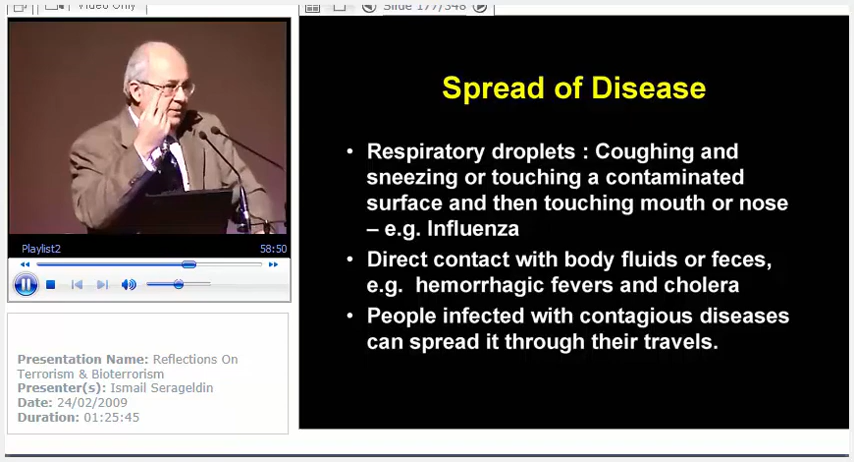 Video Only
Slide 177/348
Playlist2
58:50
Presentation Name: Reflections On
Terrorism & Bioterrorism
Presenter(s): Ismail Serageldin
Date: 24/02/2009
Duration: 01:25:45
Spread of Disease
• Respiratory droplets : Coughing and
sneezing or touching a contaminated
surface and then touching mouth or nose
– e.g. Influenza
• Direct contact with body fluids or feces,
e.g. hemorrhagic fevers and cholera
• People infected with contagious diseases
can spread it through their travels.